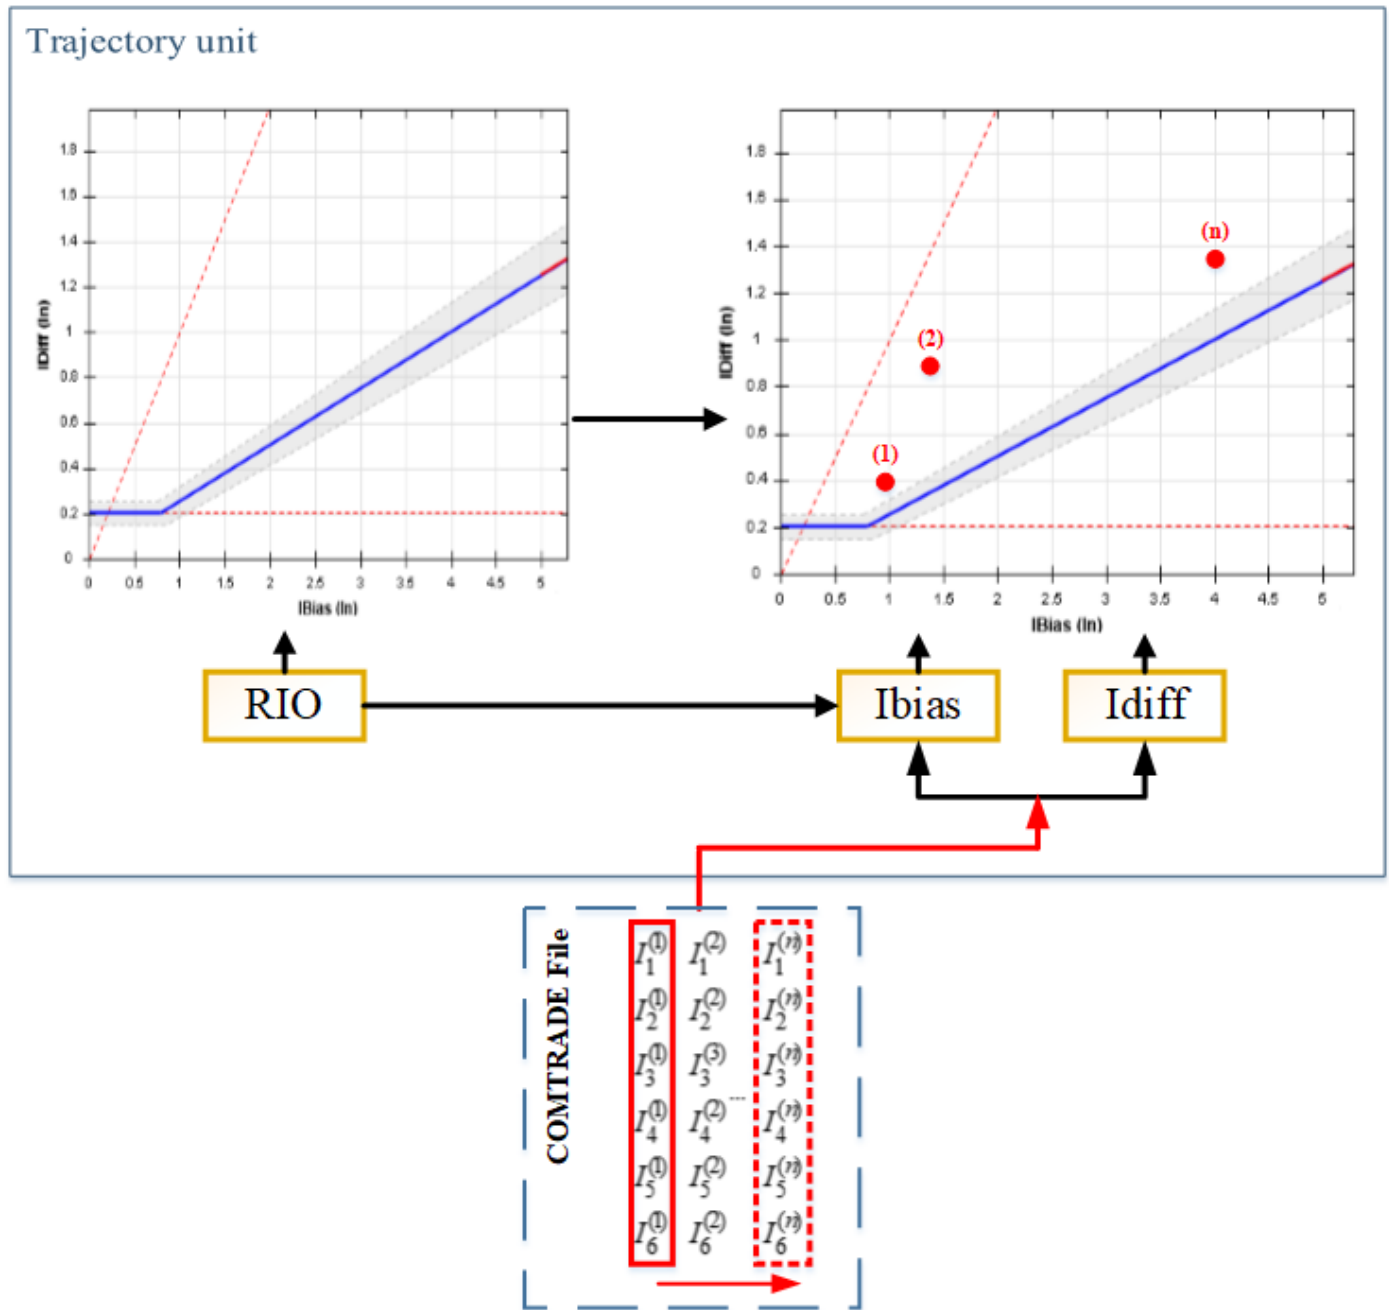 Trajectory unit
1.8
1.6
1.4
1.2
1
0.8
0.6
0.4
0.2
0
IDiff (In)
0 0.5 1 1.5 2 2.5 3 3.5 4 4.5 5
IBias (In)
1.8
1.6
1.4
1.2
1
0.8
0.6
0.4
0.2
0
IDiff (In)
(n)
(2)
(1)
0 0.5 1 1.5 2 2.5 3 3.5 4 4.5 5
IBias (In)
RIO Ibias Idiff
COMTRADE File
I₁⁽¹⁾ I₁⁽²⁾ I₁⁽ⁿ⁾
I₂⁽¹⁾ I₂⁽²⁾ I₂⁽ⁿ⁾
I₃⁽¹⁾ I₃⁽³⁾ I₃⁽ⁿ⁾
I₄⁽¹⁾ I₄⁽²⁾ ... I₄⁽ⁿ⁾
I₅⁽¹⁾ I₅⁽²⁾ I₅⁽ⁿ⁾
I₆⁽¹⁾ I₆⁽²⁾ I₆⁽ⁿ⁾